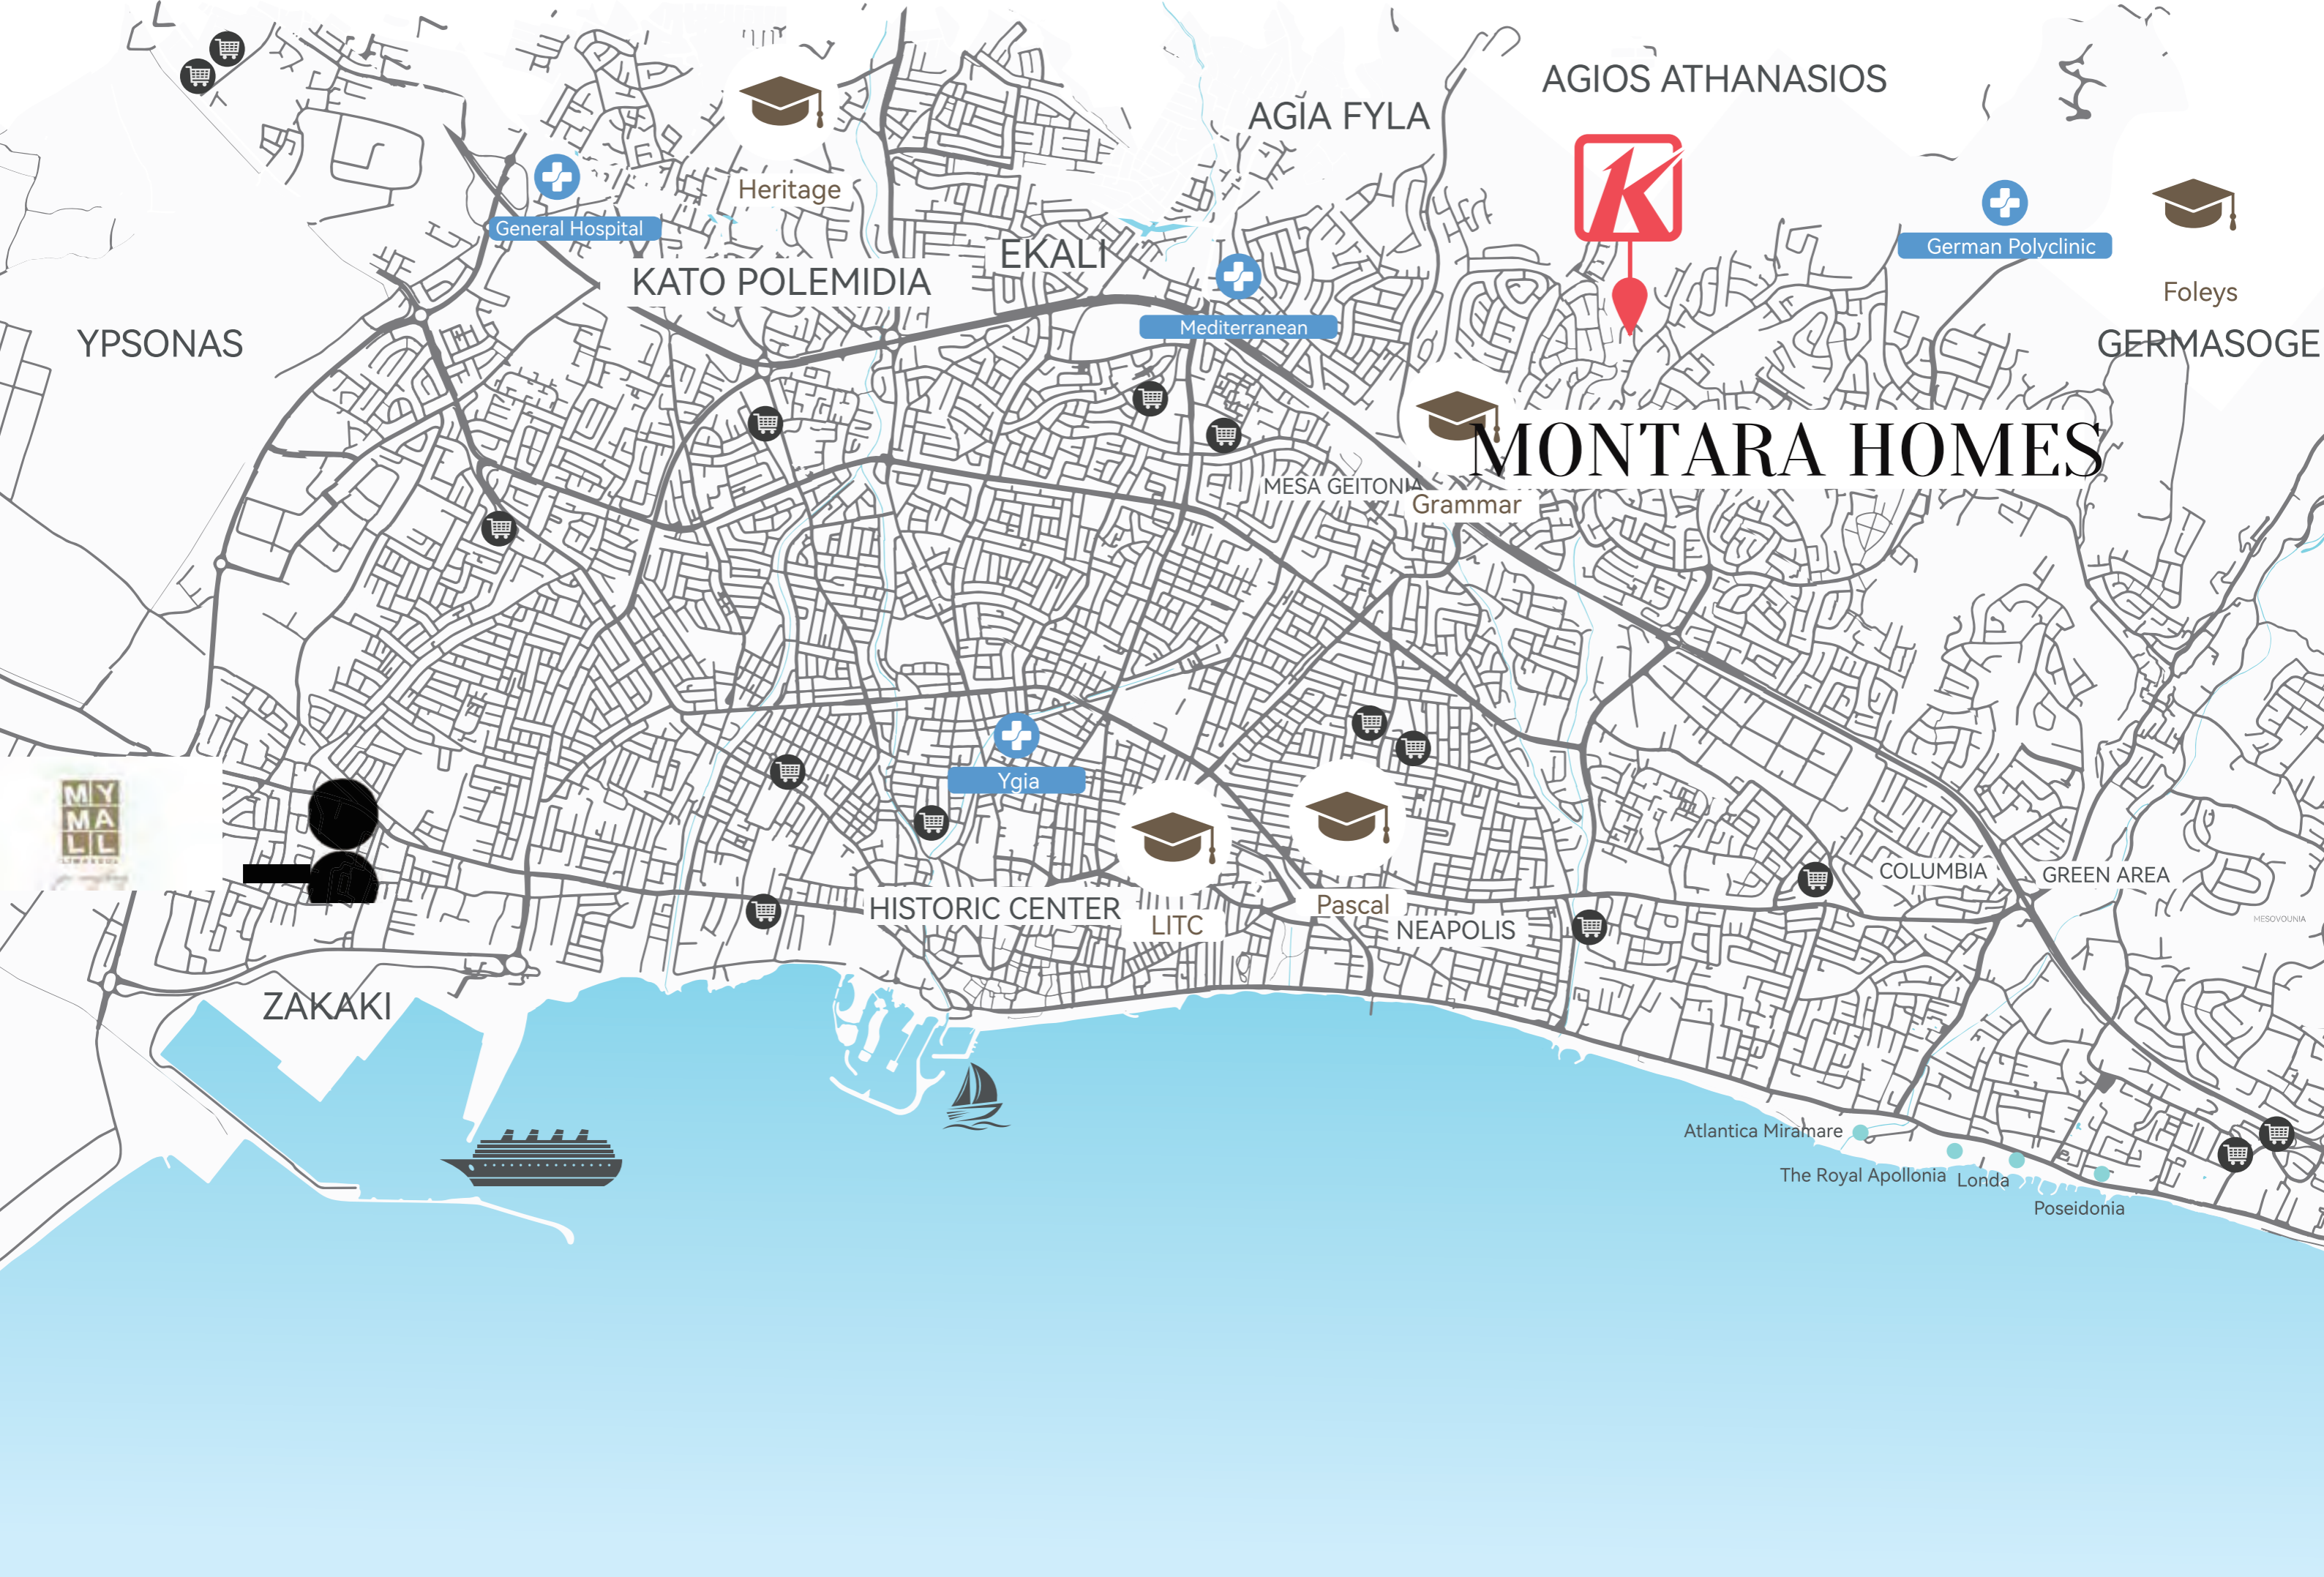 AGIOS ATHANASIOS
AGIA FYLA
K
Heritage
General Hospital
German Polyclinic
EKALI
KATO POLEMIDIA
Foleys
Mediterranean
YPSONAS
GERMASOGE
MONTARA HOMES
MESA GEITONIA
Grammar
Ygia
MY
MA
LL
LIMASSOL
COLUMBIA
GREEN AREA
HISTORIC CENTER
Pascal
LITC
NEAPOLIS
MESOVOUNIA
ZAKAKI
Atlantica Miramare
The Royal Apollonia
Londa
Poseidonia